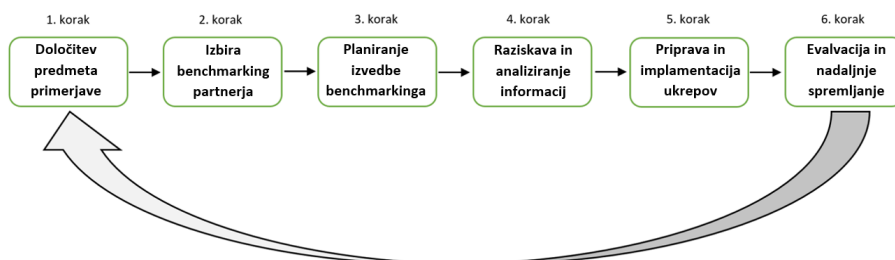 1. korak
2. korak
3. korak
4. korak
5. korak
6. korak
Določitev
predmeta
primerjave
Izbira
benchmarking
partnerja
Planiranje
izvedbe
benchmarkinga
Raziskava in
analiziranje
informacij
Priprava in
implamentacija
ukrepov
Evalvacija in
nadaljnje
spremljanje